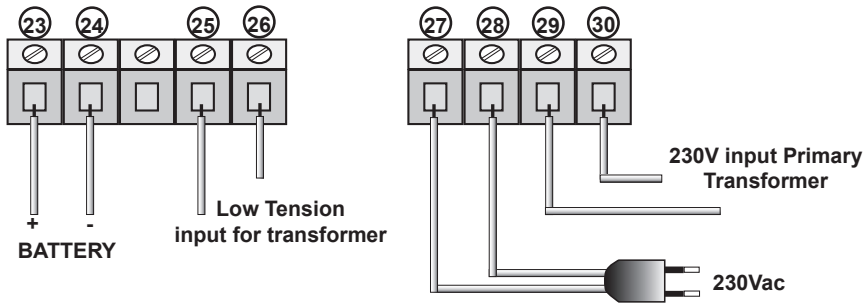 23 24 25 26 27 28 29 30
230V input Primary
Transformer
Low Tension
input for transformer
+ -
BATTERY
230Vac